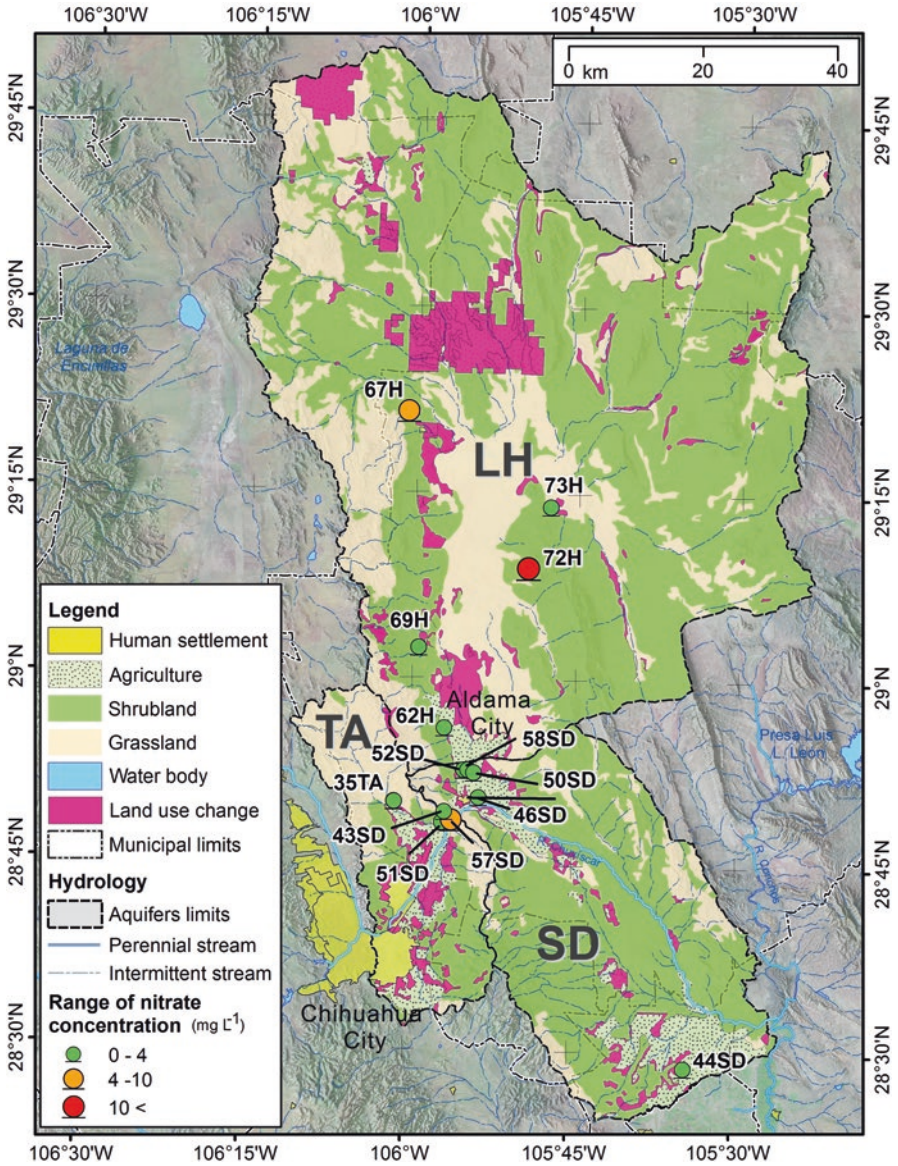 106°30'W 106°15'W 106°W 105°45'W 105°30'W
0 km 20 40
29°45'N 29°45'N
29°30'N 29°30'N
Laguna de
Encinillas
67H
LH
29°15'N 73H 29°15'N
72H
69H
29°N 29°N
Legend
Human settlement
Agriculture
Shrubland
Grassland
Water body
Land use change
Municipal limits
Hydrology
Aquifers limits
Perennial stream
Intermittent stream
Range of nitrate
concentration (mg L-1)
0 - 4
4 -10
10 <
Aldama
City
62H
TA
58SD
52SD
Presa Luis
L. Leon
35TA
50SD
46SD
43SD
28°45'N 57SD 28°45'N
51SD
SD
Chihuahua
City
28°30'N 28°30'N
44SD
106°30'W 106°15'W 106°W 105°45'W 105°30'W